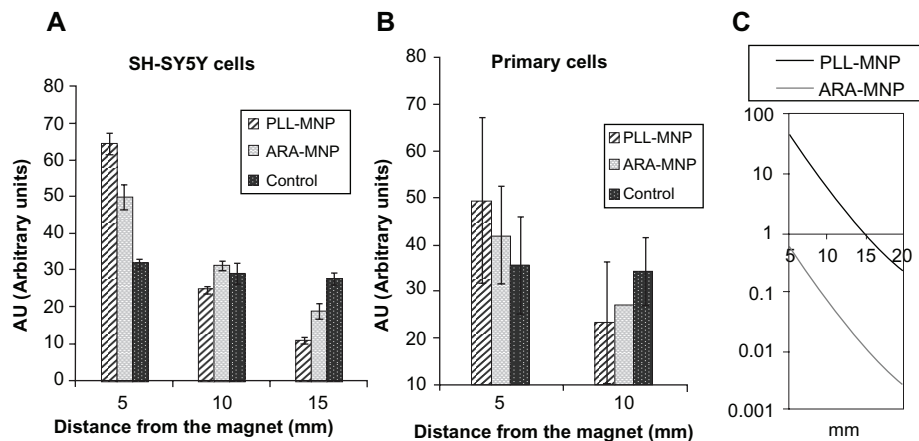 A
SH-SY5Y cells
AU (Arbitrary units)
80
70
60
50
40
30
20
10
0
PLL-MNP
ARA-MNP
Control
5 10 15
Distance from the magnet (mm)
B
Primary cells
AU (Arbitrary units)
80
70
60
50
40
30
20
10
PLL-MNP
ARA-MNP
Control
5 10
Distance from the magnet (mm)
C
PLL-MNP
ARA-MNP
100
10
1
0.1
0.01
0.001
5 10 15 20
mm